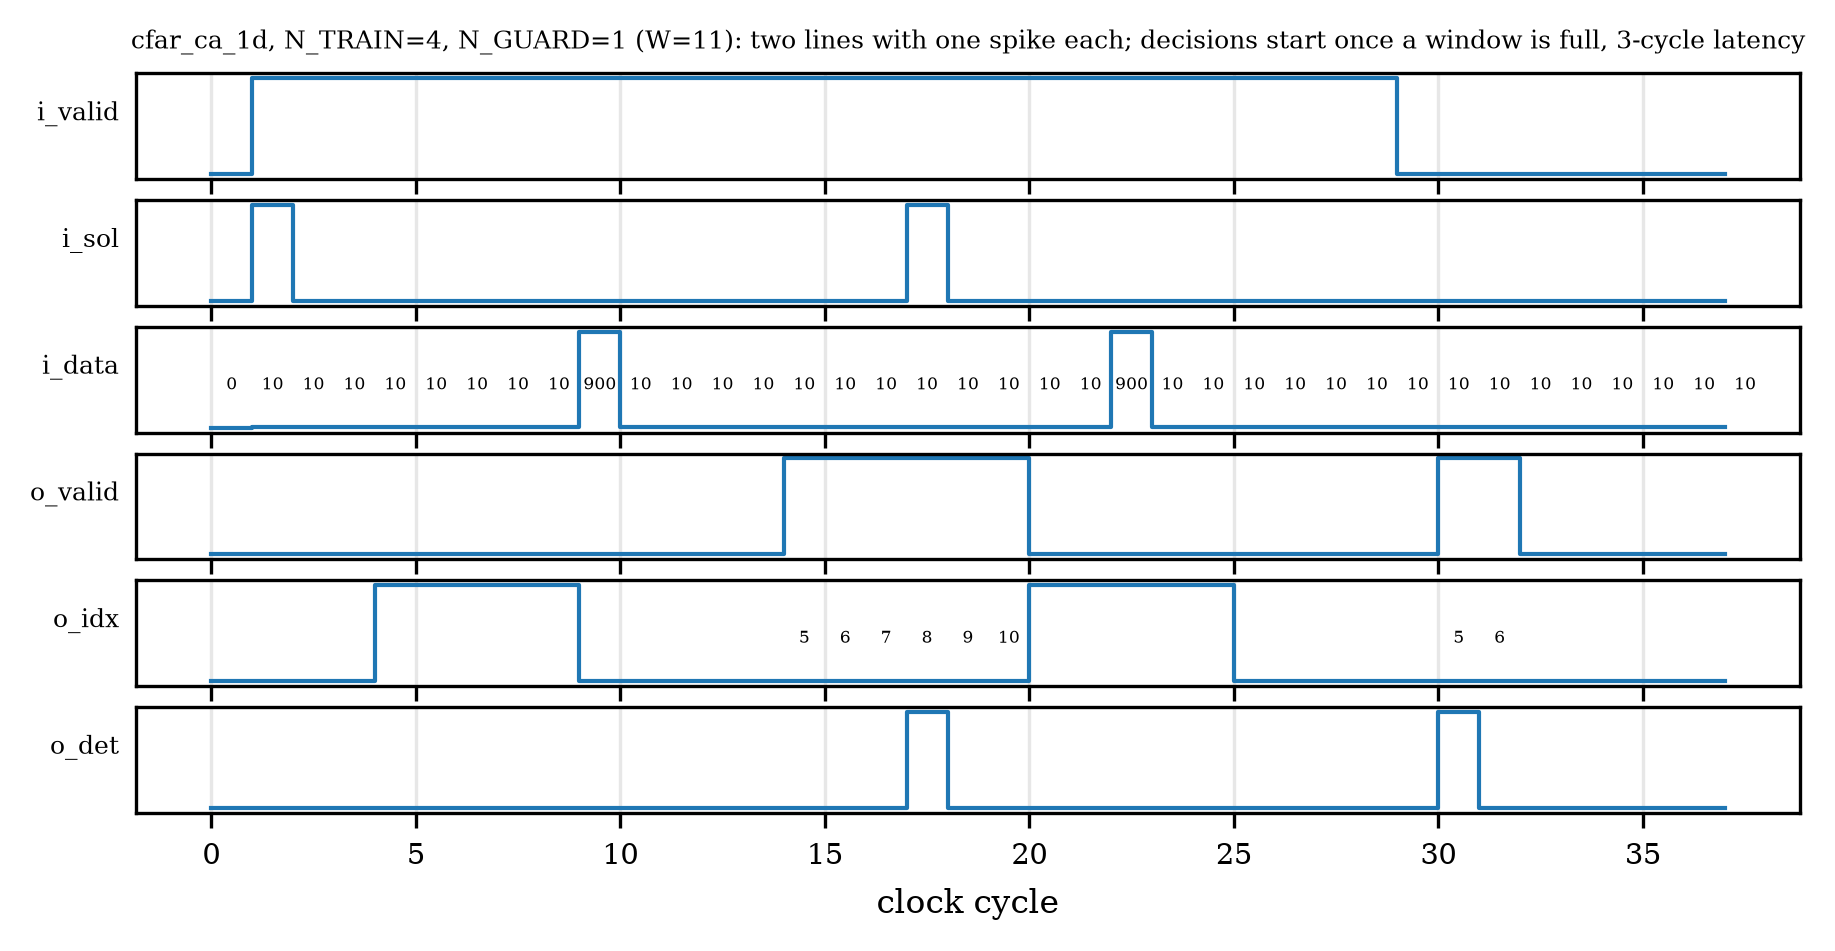 cfar_ca_1d, N_TRAIN=4, N_GUARD=1 (W=11): two lines with one spike each; decisions start once a window is full, 3-cycle latency
i_valid
i_sol
i_data
0 10 10 10 10 10 10 10 10 900 10 10 10 10 10 10 10 10 10 10 10 10 900 10 10 10 10 10 10 10 10 10 10 10 10 10 10 10
o_valid
o_idx
5 6 7 8 9 10 5 6
o_det
0 5 10 15 20 25 30 35
clock cycle